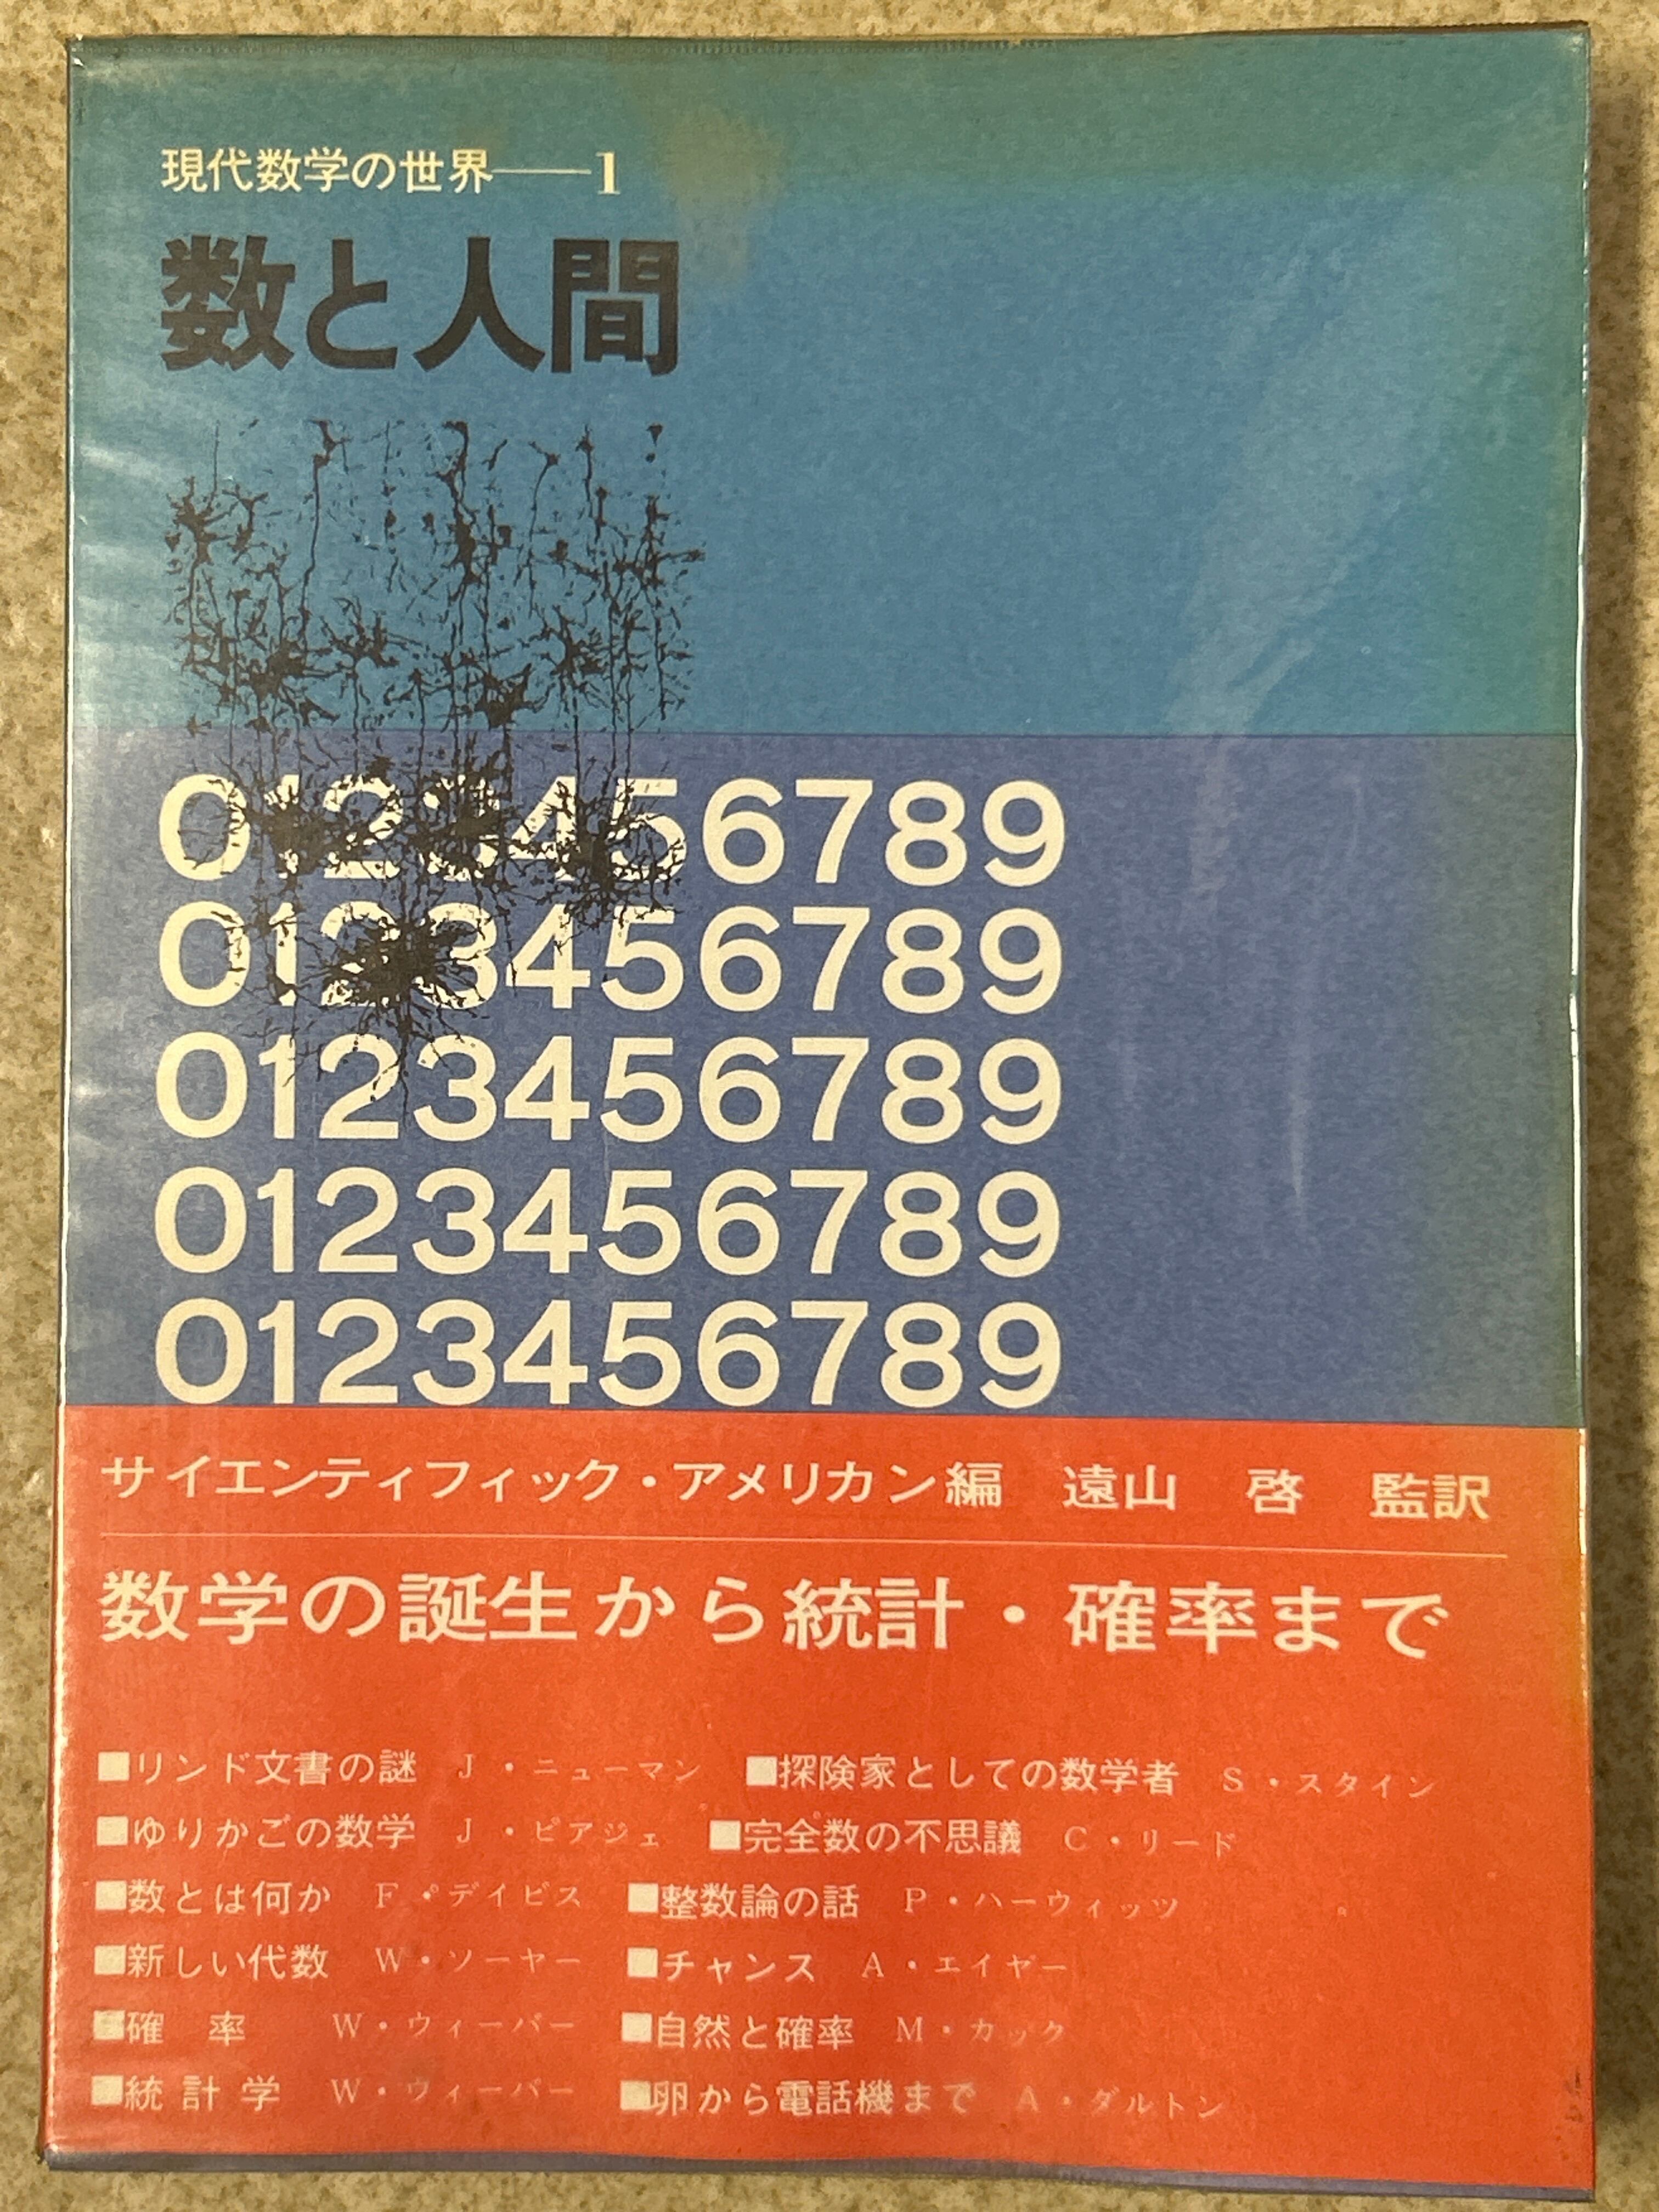 現代数学の世界――1
数と人間
0123456789
0123456789
0123456789
0123456789
0123456789
サイエンティフィック・アメリカン編 遠山 啓 監訳
数学の誕生から統計・確率まで
■リンド文書の謎 J・ニューマン ■探険家としての数学者 S・スタイン
■ゆりかごの数学 J・ピアジェ ■完全数の不思議 C・リード
■数とは何か F・デイビス ■整数論の話 P・ハーウィッツ
■新しい代数 W・ソーヤー ■チャンス A・エイヤー
■確 率 W・ウィーバー ■自然と確率 M・カック
■統計学 W・ウィーバー ■卵から電話機まで A・ダルトン